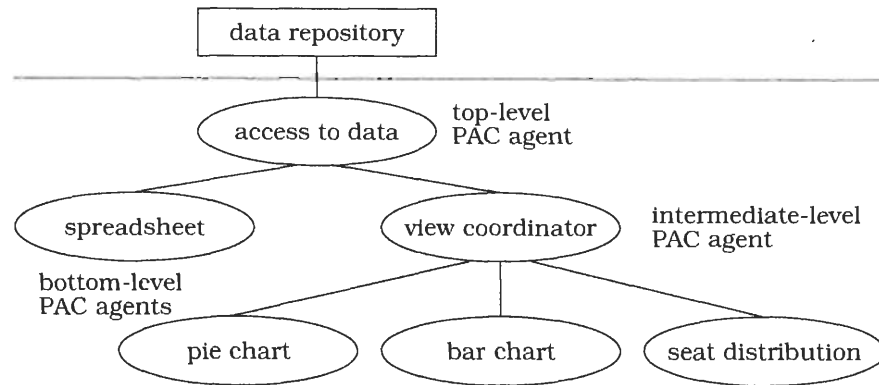 data repository
access to data
top-level
PAC agent
spreadsheet
view coordinator
intermediate-level
PAC agent
bottom-level
PAC agents
pie chart
bar chart
seat distribution